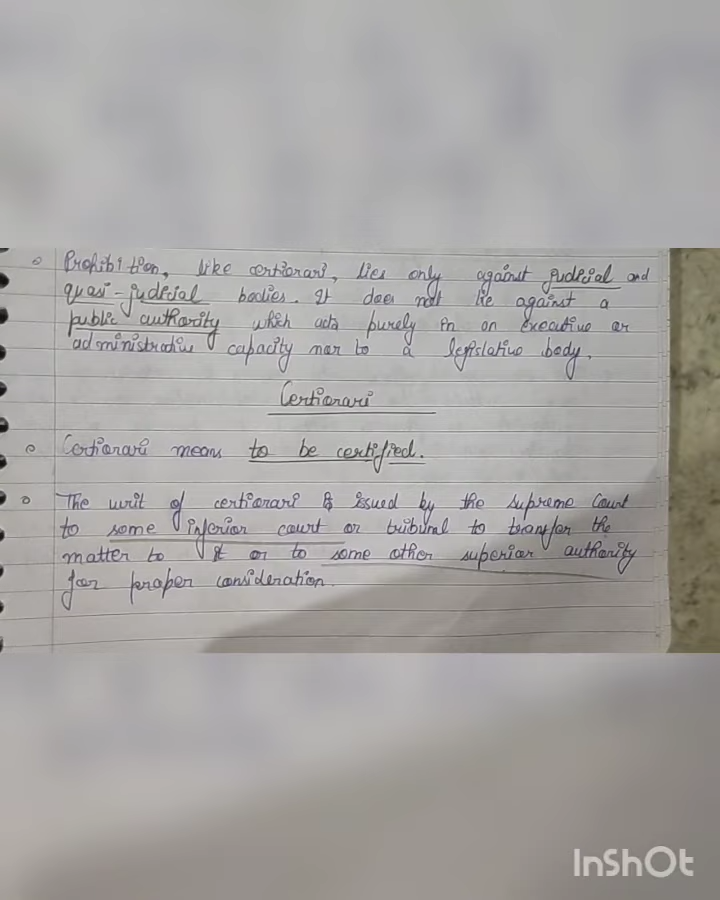 Prohibition, like certiorari, lies only against judicial and
quasi-judicial bodies. It does not lie against a
public authority which acts purely in an executive or
administrative capacity nor to a legislative body.
Certiorari
Certiorari means to be certified.
The writ of certiorari is issued by the Supreme Court
to some inferior court or tribunal to transfer the
matter to it or to some other superior authority
for proper consideration.
InShOt